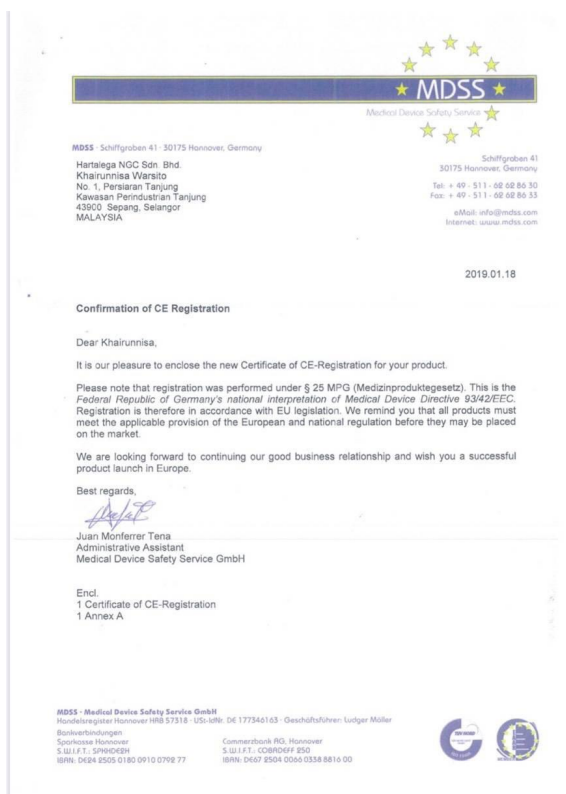 ★ MDSS ★
Medical Device Safety Service
MDSS · Schiffgraben 41 · 30175 Hannover, Germany
Hartalega NGC Sdn. Bhd.
Khairunnisa Warsito
No. 1, Persiaran Tanjung
Kawasan Perindustrian Tanjung
43900 Sepang, Selangor
MALAYSIA
Schiffgraben 41
30175 Hannover, Germany
Tel: + 49 - 511 - 62 62 86 30
Fax: + 49 - 511 - 62 62 86 33
eMail: info@mdss.com
Internet: www.mdss.com
2019.01.18
Confirmation of CE Registration
Dear Khairunnisa,
It is our pleasure to enclose the new Certificate of CE-Registration for your product.
Please note that registration was performed under § 25 MPG (Medizinproduktegesetz). This is the
Federal Republic of Germany's national interpretation of Medical Device Directive 93/42/EEC.
Registration is therefore in accordance with EU legislation. We remind you that all products must
meet the applicable provision of the European and national regulation before they may be placed
on the market.
We are looking forward to continuing our good business relationship and wish you a successful
product launch in Europe.
Best regards,
Juan Monferrer Tena
Administrative Assistant
Medical Device Safety Service GmbH
Encl.
1 Certificate of CE-Registration
1 Annex A
MDSS - Medical Device Safety Service GmbH
Handelsregister Hannover HRB 57318 · USt-IdNr. DE 177346163 · Geschäftsführer: Ludger Möller
Bankverbindungen
Sparkasse Hannover
S.W.I.F.T.: SPKHDE2H
IBAN: DE24 2505 0180 0910 0792 77
Commerzbank AG, Hannover
S.W.I.F.T.: COBADEFF 250
IBAN: DE67 2504 0066 0338 8816 00